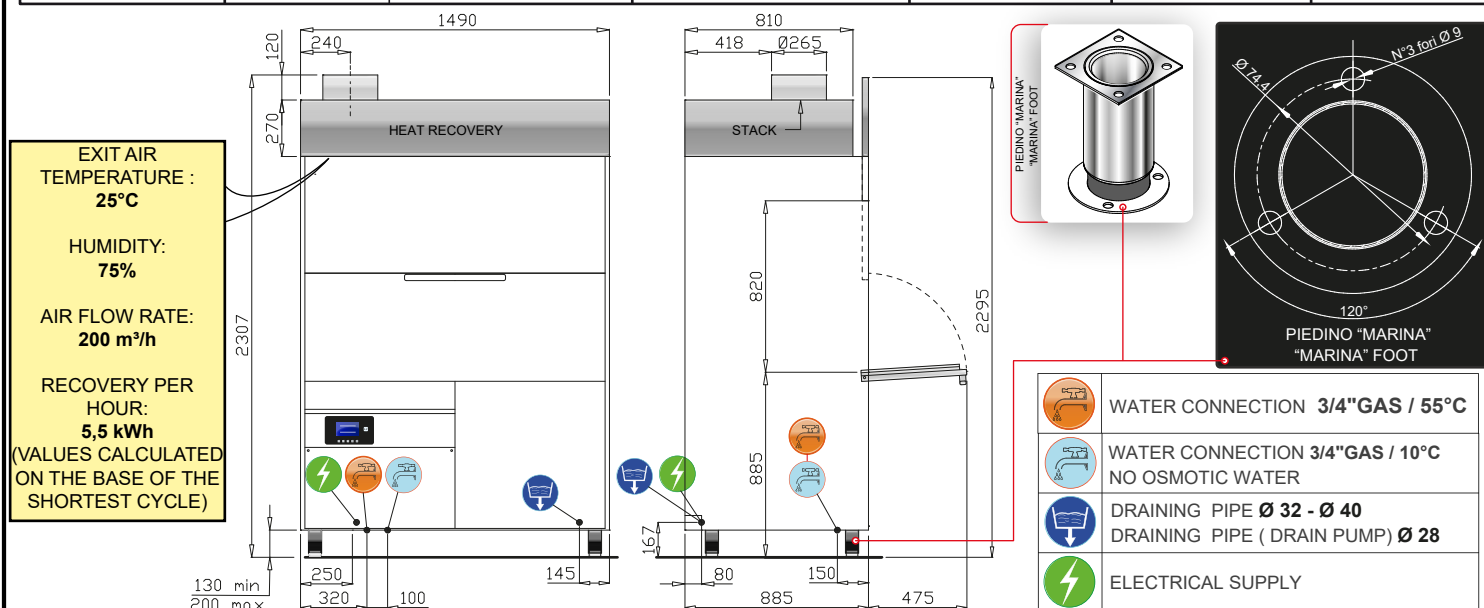 1490
240
120
270
HEAT RECOVERY
2307
EXIT AIR
TEMPERATURE :
25°C
HUMIDITY:
75%
AIR FLOW RATE:
200 m³/h
RECOVERY PER
HOUR:
5,5 kWh
(VALUES CALCULATED
ON THE BASE OF THE
SHORTEST CYCLE)
130 min
200 max
250
320
100
145
810
418
Ø265
STACK
820
885
2295
167
80
150
885
475
PIEDINO "MARINA"
"MARINA" FOOT
N°3 fori Ø 9
Ø 74,4
120°
PIEDINO “MARINA”
“MARINA” FOOT
WATER CONNECTION 3/4"GAS / 55°C
WATER CONNECTION 3/4"GAS / 10°C
NO OSMOTIC WATER
DRAINING PIPE Ø 32 - Ø 40
DRAINING PIPE ( DRAIN PUMP) Ø 28
ELECTRICAL SUPPLY